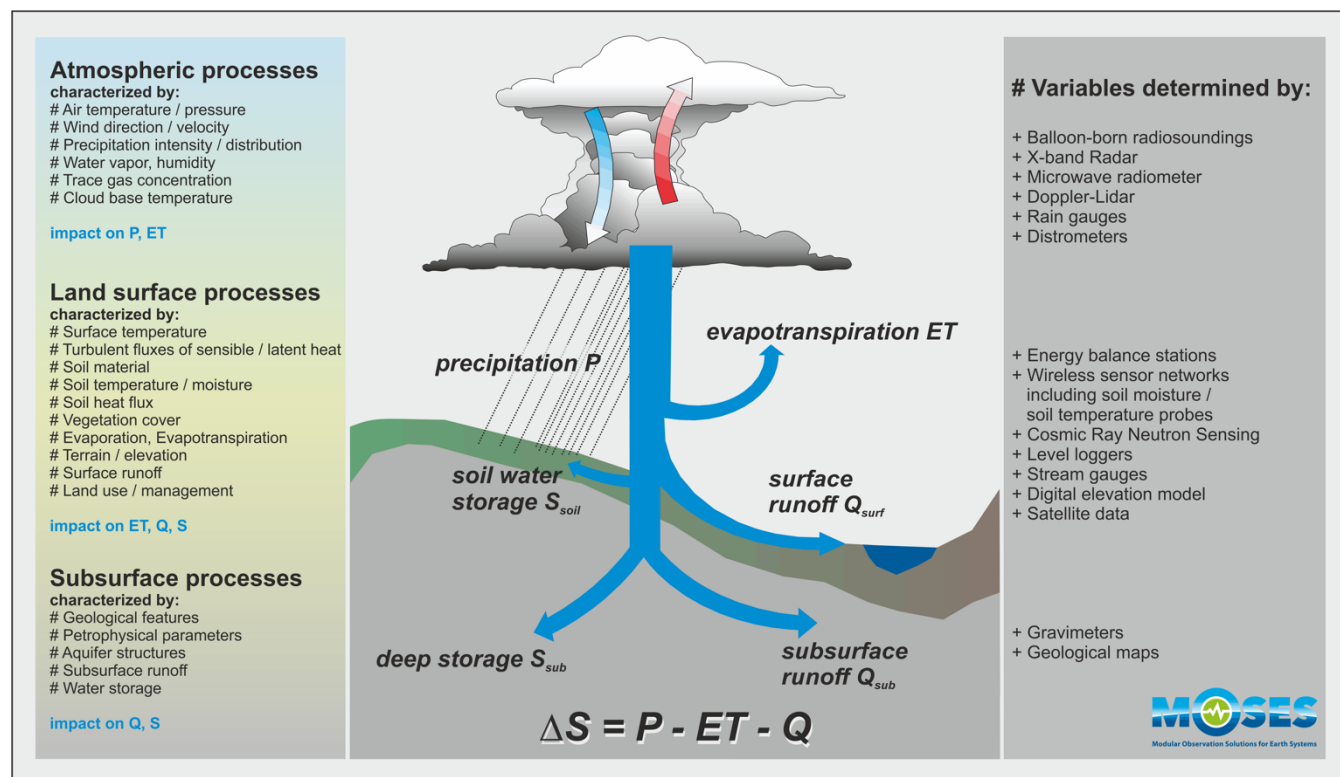 Atmospheric processes
characterized by:
# Air temperature / pressure
# Wind direction / velocity
# Precipitation intensity / distribution
# Water vapor, humidity
# Trace gas concentration
# Cloud base temperature
impact on P, ET
Land surface processes
characterized by:
# Surface temperature
# Turbulent fluxes of sensible / latent heat
# Soil material
# Soil temperature / moisture
# Soil heat flux
# Vegetation cover
# Evaporation, Evapotranspiration
# Terrain / elevation
# Surface runoff
# Land use / management
impact on ET, Q, S
Subsurface processes
characterized by:
# Geological features
# Petrophysical parameters
# Aquifer structures
# Subsurface runoff
# Water storage
impact on Q, S
evapotranspiration ET
precipitation P
soil water
storage Ssoil
surface
runoff Qsurf
deep storage Ssub
subsurface
runoff Qsub
ΔS = P - ET - Q
# Variables determined by:
+ Balloon-born radiosoundings
+ X-band Radar
+ Microwave radiometer
+ Doppler-Lidar
+ Rain gauges
+ Distrometers
+ Energy balance stations
+ Wireless sensor networks
including soil moisture /
soil temperature probes
+ Cosmic Ray Neutron Sensing
+ Level loggers
+ Stream gauges
+ Digital elevation model
+ Satellite data
+ Gravimeters
+ Geological maps
MOSES
Modular Observation Solutions for Earth Systems